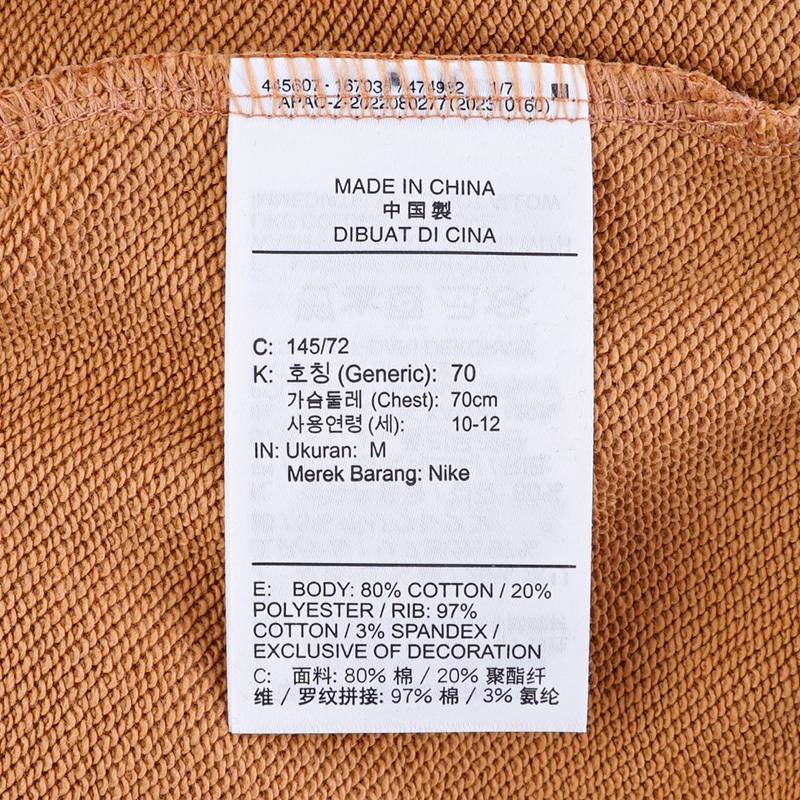 MADE IN CHINA
中国製
DIBUAT DI CINA
C: 145/72
K: 호칭 (Generic): 70
가슴둘레 (Chest): 70cm
사용연령 (세): 10-12
IN: Ukuran: M
Merek Barang: Nike
E: BODY: 80% COTTON / 20%
POLYESTER / RIB: 97%
COTTON / 3% SPANDEX /
EXCLUSIVE OF DECORATION
C: 面料: 80% 棉 / 20% 聚酯纤
维 / 罗纹拼接: 97% 棉 / 3% 氨纶